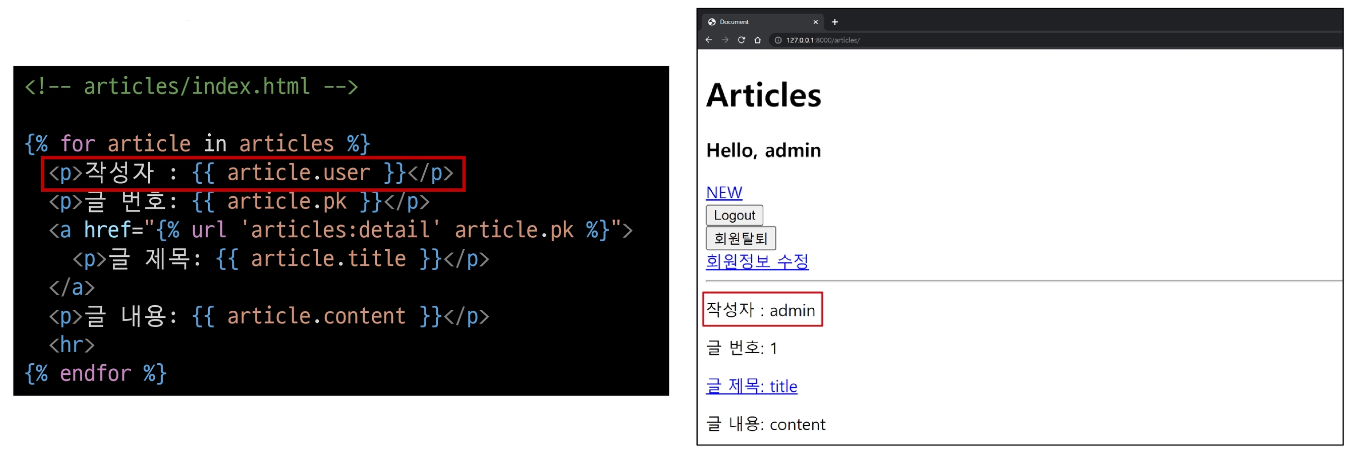 <!-- articles/index.html -->
{% for article in articles %}
<p>작성자 : {{ article.user }}</p>
<p>글 번호: {{ article.pk }}</p>
<a href="{% url 'articles:detail' article.pk %}">
<p>글 제목: {{ article.title }}</p>
</a>
<p>글 내용: {{ article.content }}</p>
<hr>
{% endfor %}
Document
127.0.0.1:8000/articles/
Articles
Hello, admin
NEW
Logout
회원탈퇴
회원정보 수정
작성자 : admin
글 번호: 1
글 제목: title
글 내용: content